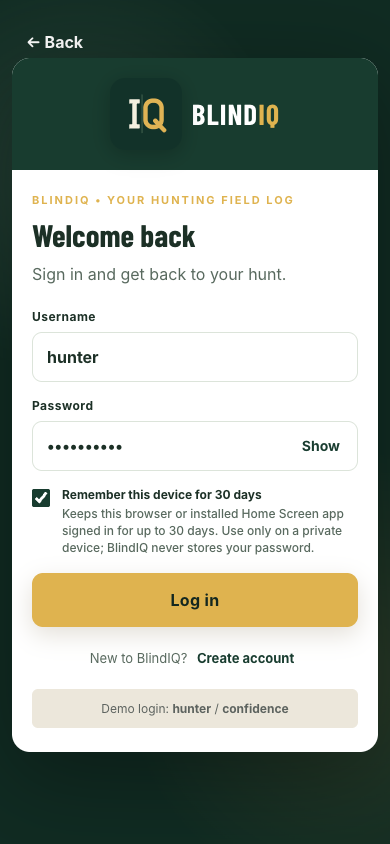 ← Back
IQ BLINDIQ
BLINDIQ • YOUR HUNTING FIELD LOG
Welcome back
Sign in and get back to your hunt.
Username
hunter
Password
•••••••••• Show
Remember this device for 30 days
Keeps this browser or installed Home Screen app
signed in for up to 30 days. Use only on a private
device; BlindIQ never stores your password.
Log in
New to BlindIQ? Create account
Demo login: hunter / confidence